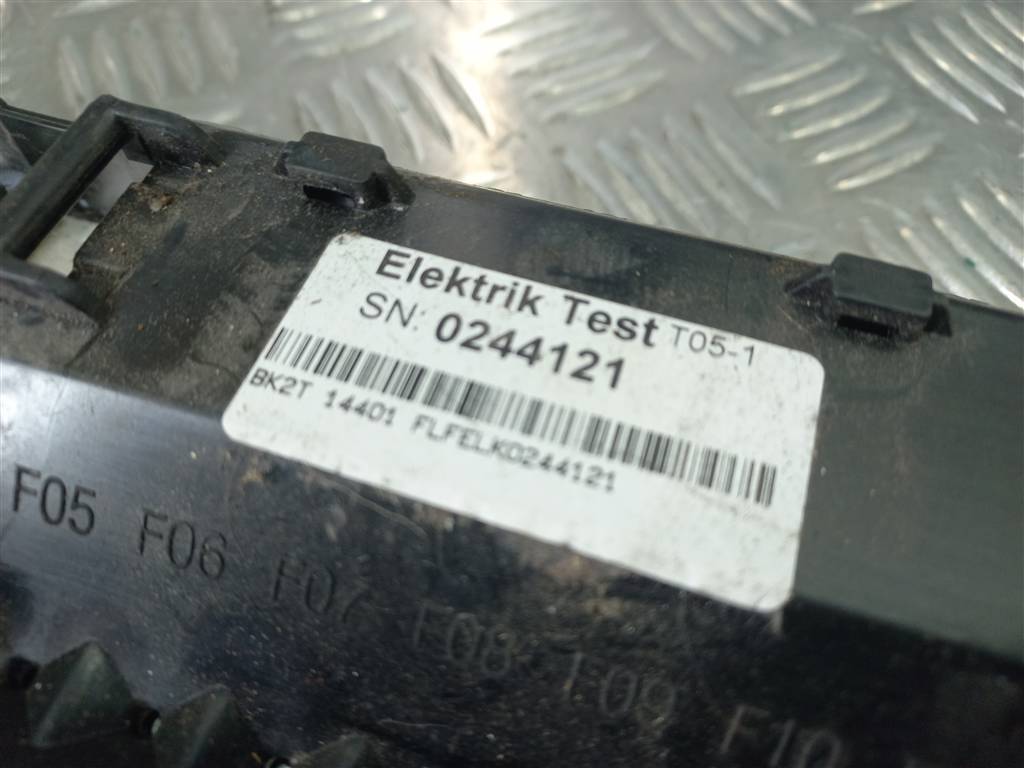 Elektrik Test T05-1
SN: 0244121
BK2T 14401 FLFELK0244121
F05 F06 F07 F08 F09 F10